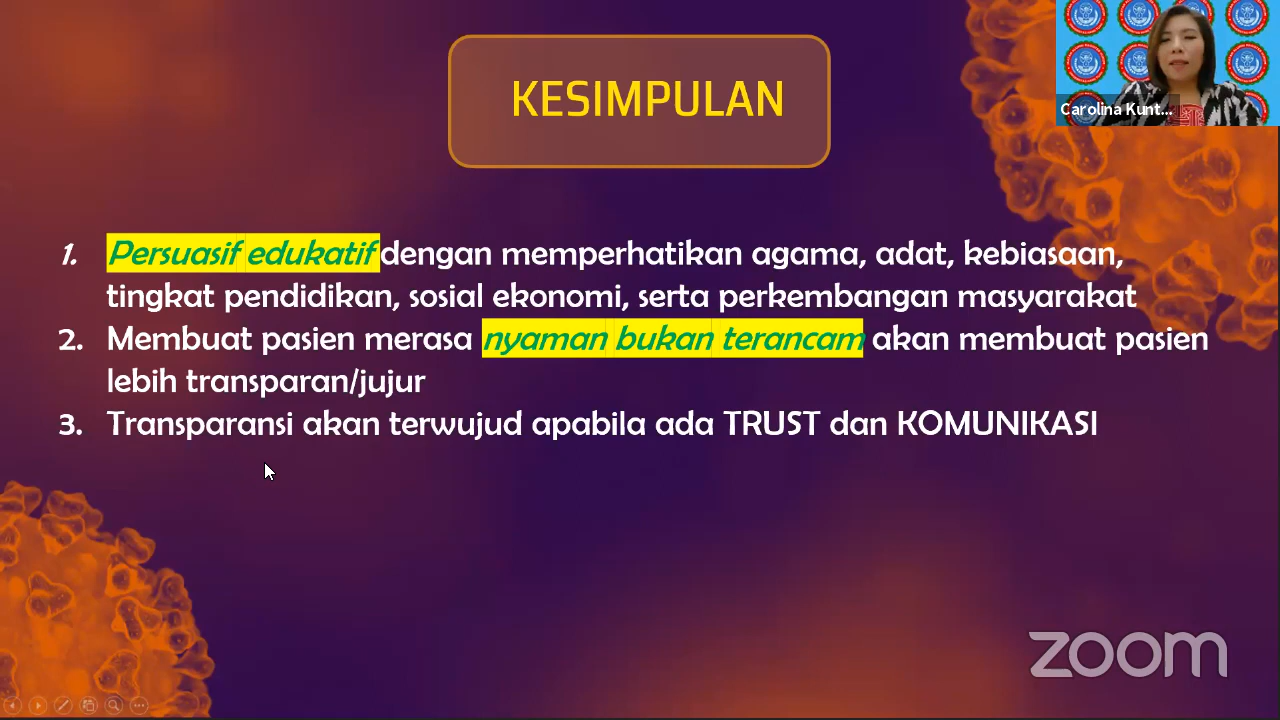 KESIMPULAN
Carolina Kunt...
1. Persuasif edukatif dengan memperhatikan agama, adat, kebiasaan,
tingkat pendidikan, sosial ekonomi, serta perkembangan masyarakat
2. Membuat pasien merasa nyaman bukan terancam akan membuat pasien
lebih transparan/jujur
3. Transparansi akan terwujud apabila ada TRUST dan KOMUNIKASI
zoom